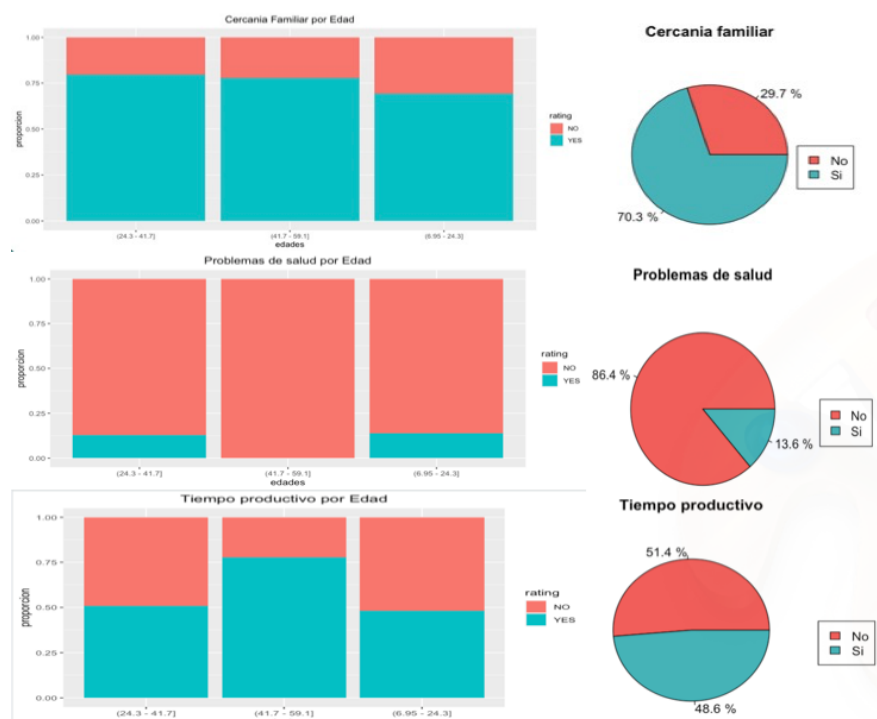 Cercania Familiar por Edad
1.00
0.75
0.50
0.25
0.00
proporcion
(24.3 - 41.7]
(41.7 - 59.1]
(6.95 - 24.3]
edades
rating
NO
YES
Cercania familiar
29.7 %
70.3 %
No
Si
Problemas de salud por Edad
1.00
0.75
0.50
0.25
0.00
proporcion
(24.3 - 41.7]
(41.7 - 59.1]
(6.95 - 24.3]
edades
rating
NO
YES
Problemas de salud
86.4 %
13.6 %
No
Si
Tiempo productivo por Edad
1.00
0.75
0.50
0.25
0.00
proporcion
(24.3 - 41.7]
(41.7 - 59.1]
(6.95 - 24.3]
rating
NO
YES
Tiempo productivo
51.4 %
48.6 %
No
Si